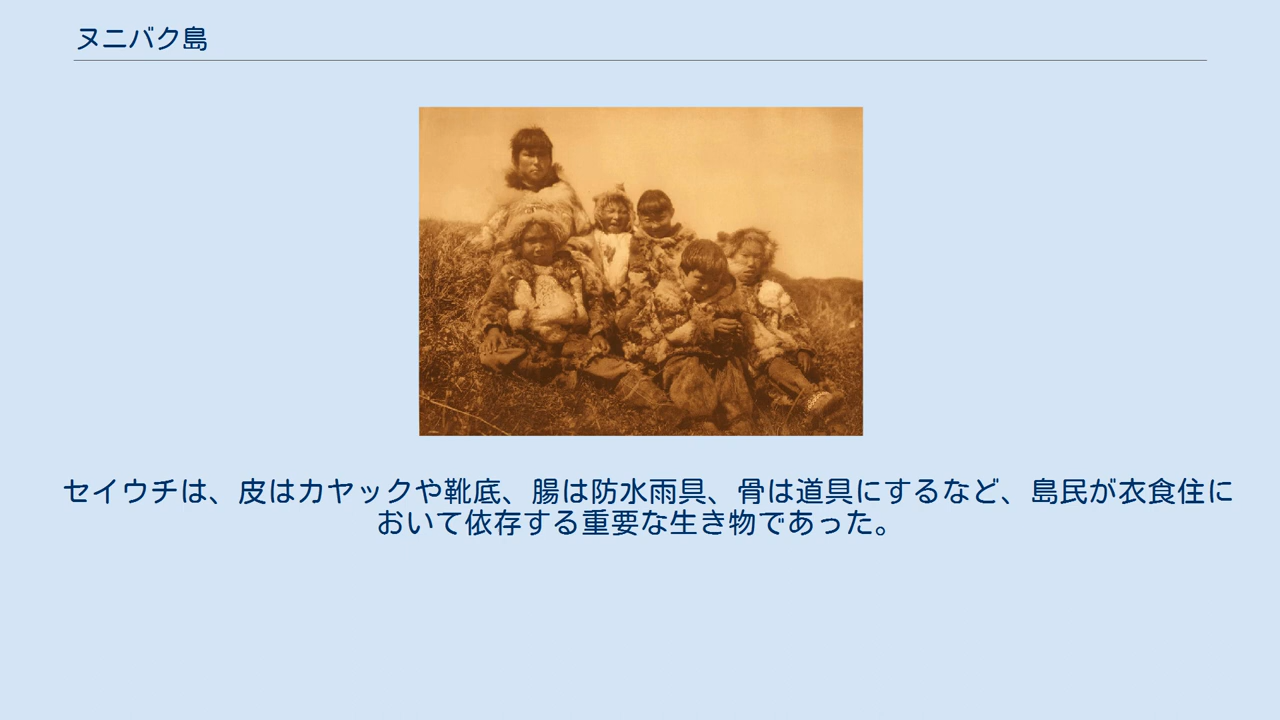 ヌニバク島
セイウチは、皮はカヤックや靴底、腸は防水雨具、骨は道具にするなど、島民が衣食住に
おいて依存する重要な生き物であった。